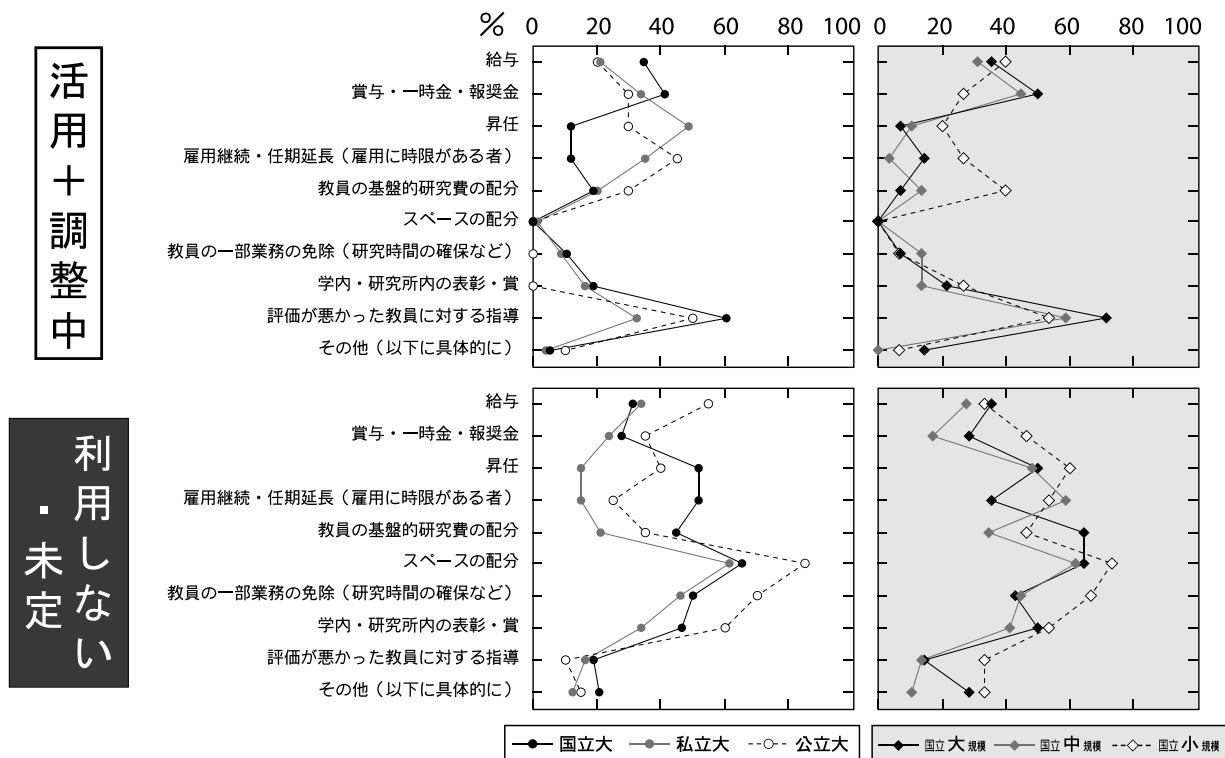 % 0 20 40 60 80 100 0 20 40 60 80 100
活用＋調整中
給与
賞与・一時金・報奨金
昇任
雇用継続・任期延長（雇用に時限がある者）
教員の基盤的研究費の配分
スペースの配分
教員の一部業務の免除（研究時間の確保など）
学内・研究所内の表彰・賞
評価が悪かった教員に対する指導
その他（以下に具体的に）
利用しない
・未定
給与
賞与・一時金・報奨金
昇任
雇用継続・任期延長（雇用に時限がある者）
教員の基盤的研究費の配分
スペースの配分
教員の一部業務の免除（研究時間の確保など）
学内・研究所内の表彰・賞
評価が悪かった教員に対する指導
その他（以下に具体的に）
国立大 私立大 公立大
国立大規模 国立中規模 国立小規模